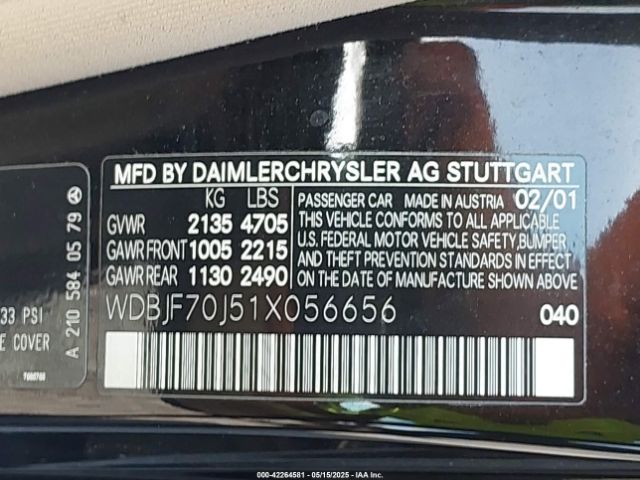 MFD BY DAIMLERCHRYSLER AG STUTTGART
KG LBS
GVWR 2135 4705
GAWR FRONT 1005 2215
GAWR REAR 1130 2490
PASSENGER CAR MADE IN AUSTRIA 02/01
THIS VEHICLE CONFORMS TO ALL APPLICABLE
U.S. FEDERAL MOTOR VEHICLE SAFETY, BUMPER
AND THEFT PREVENTION STANDARDS IN EFFECT ON
THE DATE OF MANUFACTURE SHOWN ABOVE.
WDBJF70J51X056656 040
33 PSI
E COVER
A 210 584 05 79
000-42264581 - 05/15/2025 - IAA Corp.